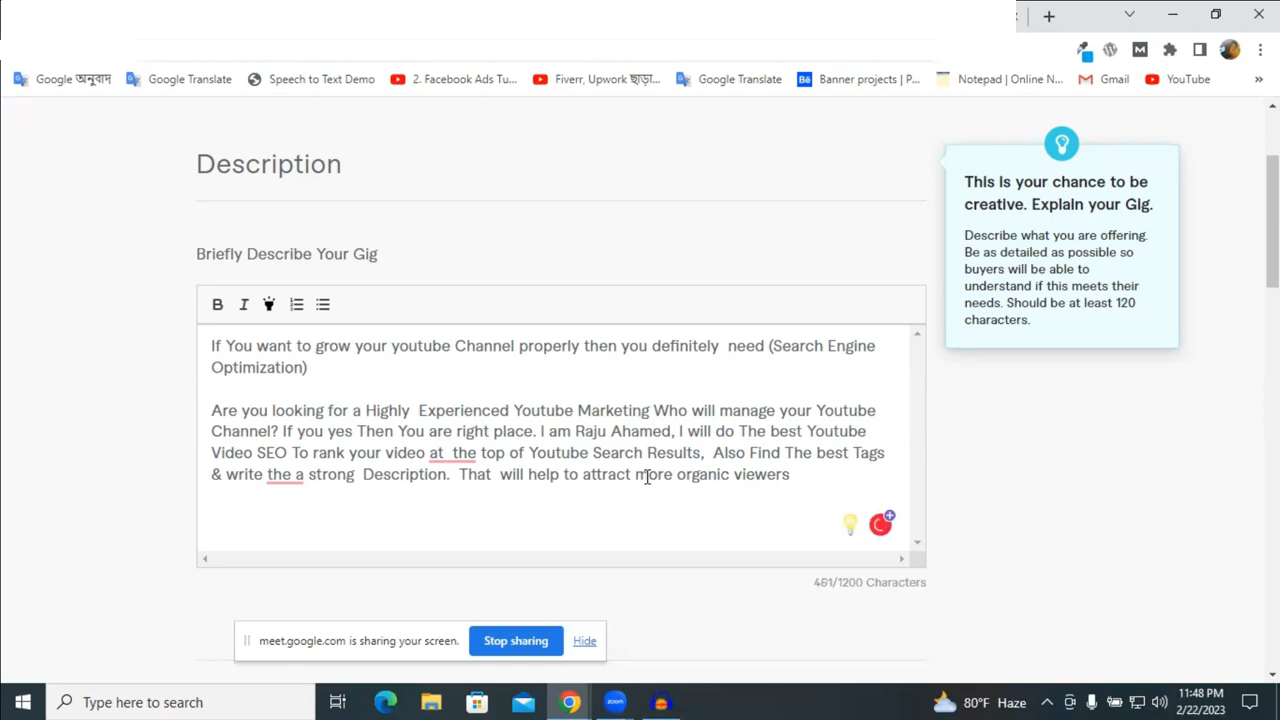 Google অনুবাদ Google Translate Speech to Text Demo 2. Facebook Ads Tu... Fiverr, Upwork ছাড়া... Google Translate Bē Banner projects | P... Notepad | Online N... M Gmail YouTube »
Description
This is your chance to be
creative. Explain your Gig.
Describe what you are offering.
Be as detailed as possible so
buyers will be able to
understand if this meets their
needs. Should be at least 120
characters.
Briefly Describe Your Gig
B I
If You want to grow your youtube Channel properly then you definitely  need (Search Engine
Optimization)
Are you looking for a Highly  Experienced Youtube Marketing Who will manage your Youtube
Channel? If you yes Then You are right place. I am Raju Ahamed, I will do The best Youtube
Video SEO To rank your video at  the top of Youtube Search Results,  Also Find The best Tags
& write the a strong  Description.  That  will help to attract more organic viewers
461/1200 Characters
meet.google.com is sharing your screen. Stop sharing Hide
Type here to search
zoom
80°F Haze
11:48 PM
2/22/2023